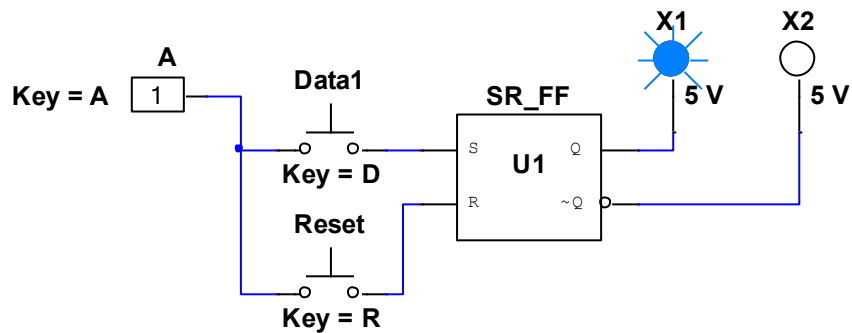 X1
X2
A
Key = A
1
Data1
SR_FF
5 V
5 V
S
Q
U1
Key = D
R
~Q
Reset
Key = R